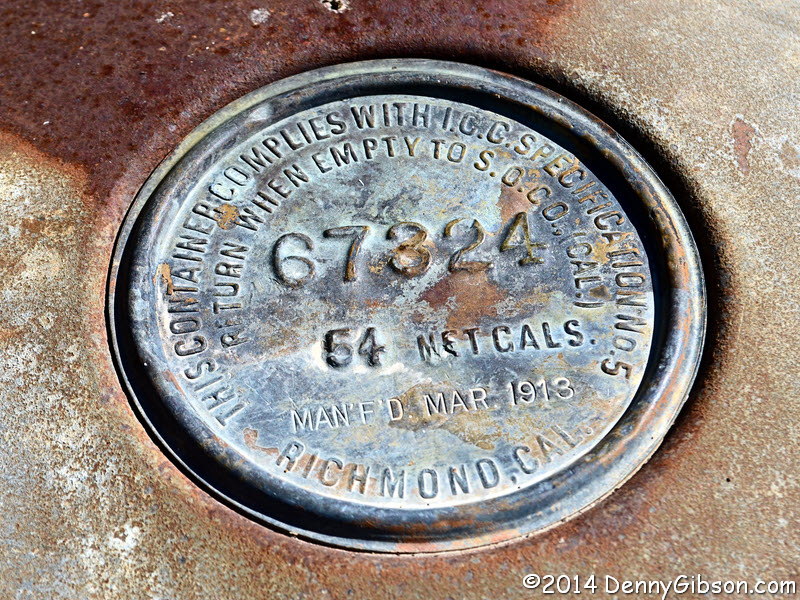 THIS CONTAINER COMPLIES WITH I.C.C. SPECIFICATION NO. 5
RETURN WHEN EMPTY TO S.O.CO., (CAL.)
67324
54 NET GALS.
MAN'F'D. MAR. 1913
RICHMOND, CAL.
©2014 DennyGibson.com